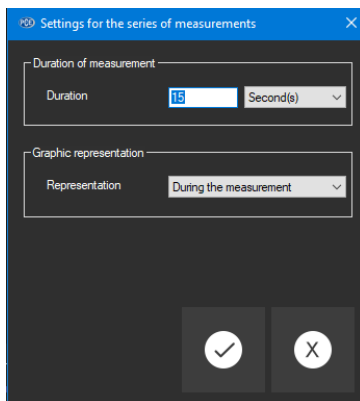 Settings for the series of measurements
Duration of measurement
Duration 15 Second(s)
Graphic representation
Representation During the measurement